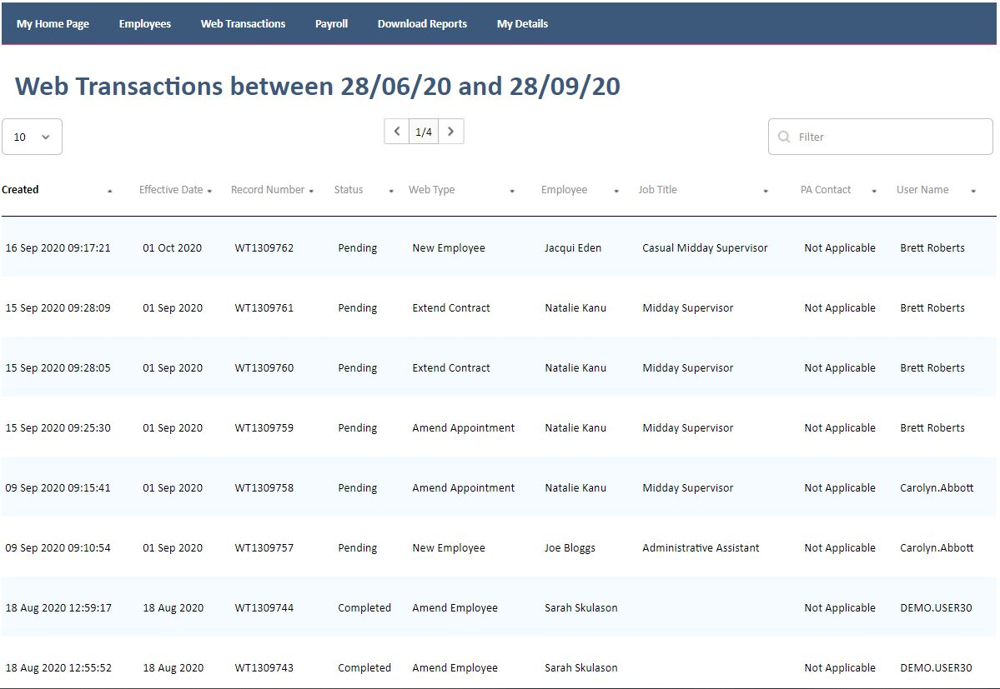 My Home Page Employees Web Transactions Payroll Download Reports My Details
Web Transactions between 28/06/20 and 28/09/20
10 1/4 Filter
Created Effective Date Record Number Status Web Type Employee Job Title PA Contact User Name
16 Sep 2020 09:17:21 01 Oct 2020 WT1309762 Pending New Employee Jacqui Eden Casual Midday Supervisor Not Applicable Brett Roberts
15 Sep 2020 09:28:09 01 Sep 2020 WT1309761 Pending Extend Contract Natalie Kanu Midday Supervisor Not Applicable Brett Roberts
15 Sep 2020 09:28:05 01 Sep 2020 WT1309760 Pending Extend Contract Natalie Kanu Midday Supervisor Not Applicable Brett Roberts
15 Sep 2020 09:25:30 01 Sep 2020 WT1309759 Pending Amend Appointment Natalie Kanu Midday Supervisor Not Applicable Brett Roberts
09 Sep 2020 09:15:41 01 Sep 2020 WT1309758 Pending Amend Appointment Natalie Kanu Midday Supervisor Not Applicable Carolyn.Abbott
09 Sep 2020 09:10:54 01 Sep 2020 WT1309757 Pending New Employee Joe Bloggs Administrative Assistant Not Applicable Carolyn.Abbott
18 Aug 2020 12:59:17 18 Aug 2020 WT1309744 Completed Amend Employee Sarah Skulason Not Applicable DEMO.USER30
18 Aug 2020 12:55:52 18 Aug 2020 WT1309743 Completed Amend Employee Sarah Skulason Not Applicable DEMO.USER30